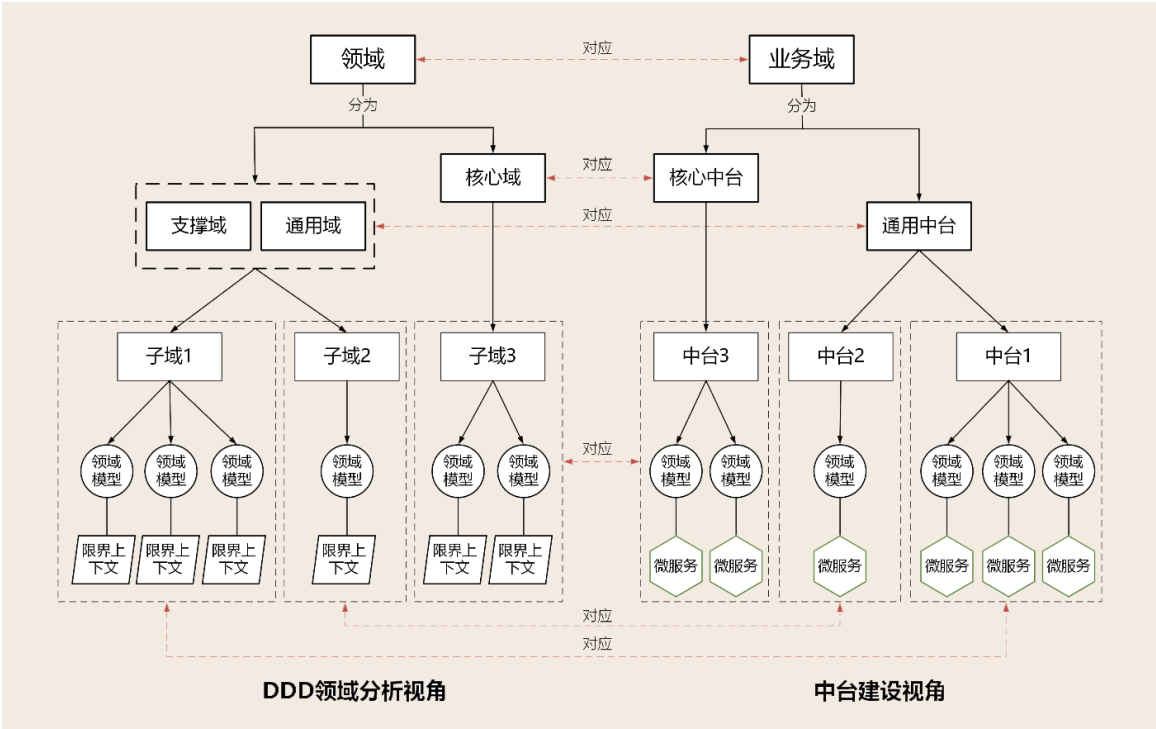 领域
对应
业务域
分为
分为
核心域
对应
核心中台
支撑域
通用域
对应
通用中台
子域1
子域2
子域3
中台3
中台2
中台1
领域
模型
领域
模型
领域
模型
领域
模型
领域
模型
领域
模型
对应
领域
模型
领域
模型
领域
模型
领域
模型
领域
模型
领域
模型
限界上
下文
限界上
下文
限界上
下文
限界上
下文
限界上
下文
限界上
下文
微服务
微服务
微服务
微服务
微服务
微服务
对应
对应
DDD领域分析视角
中台建设视角